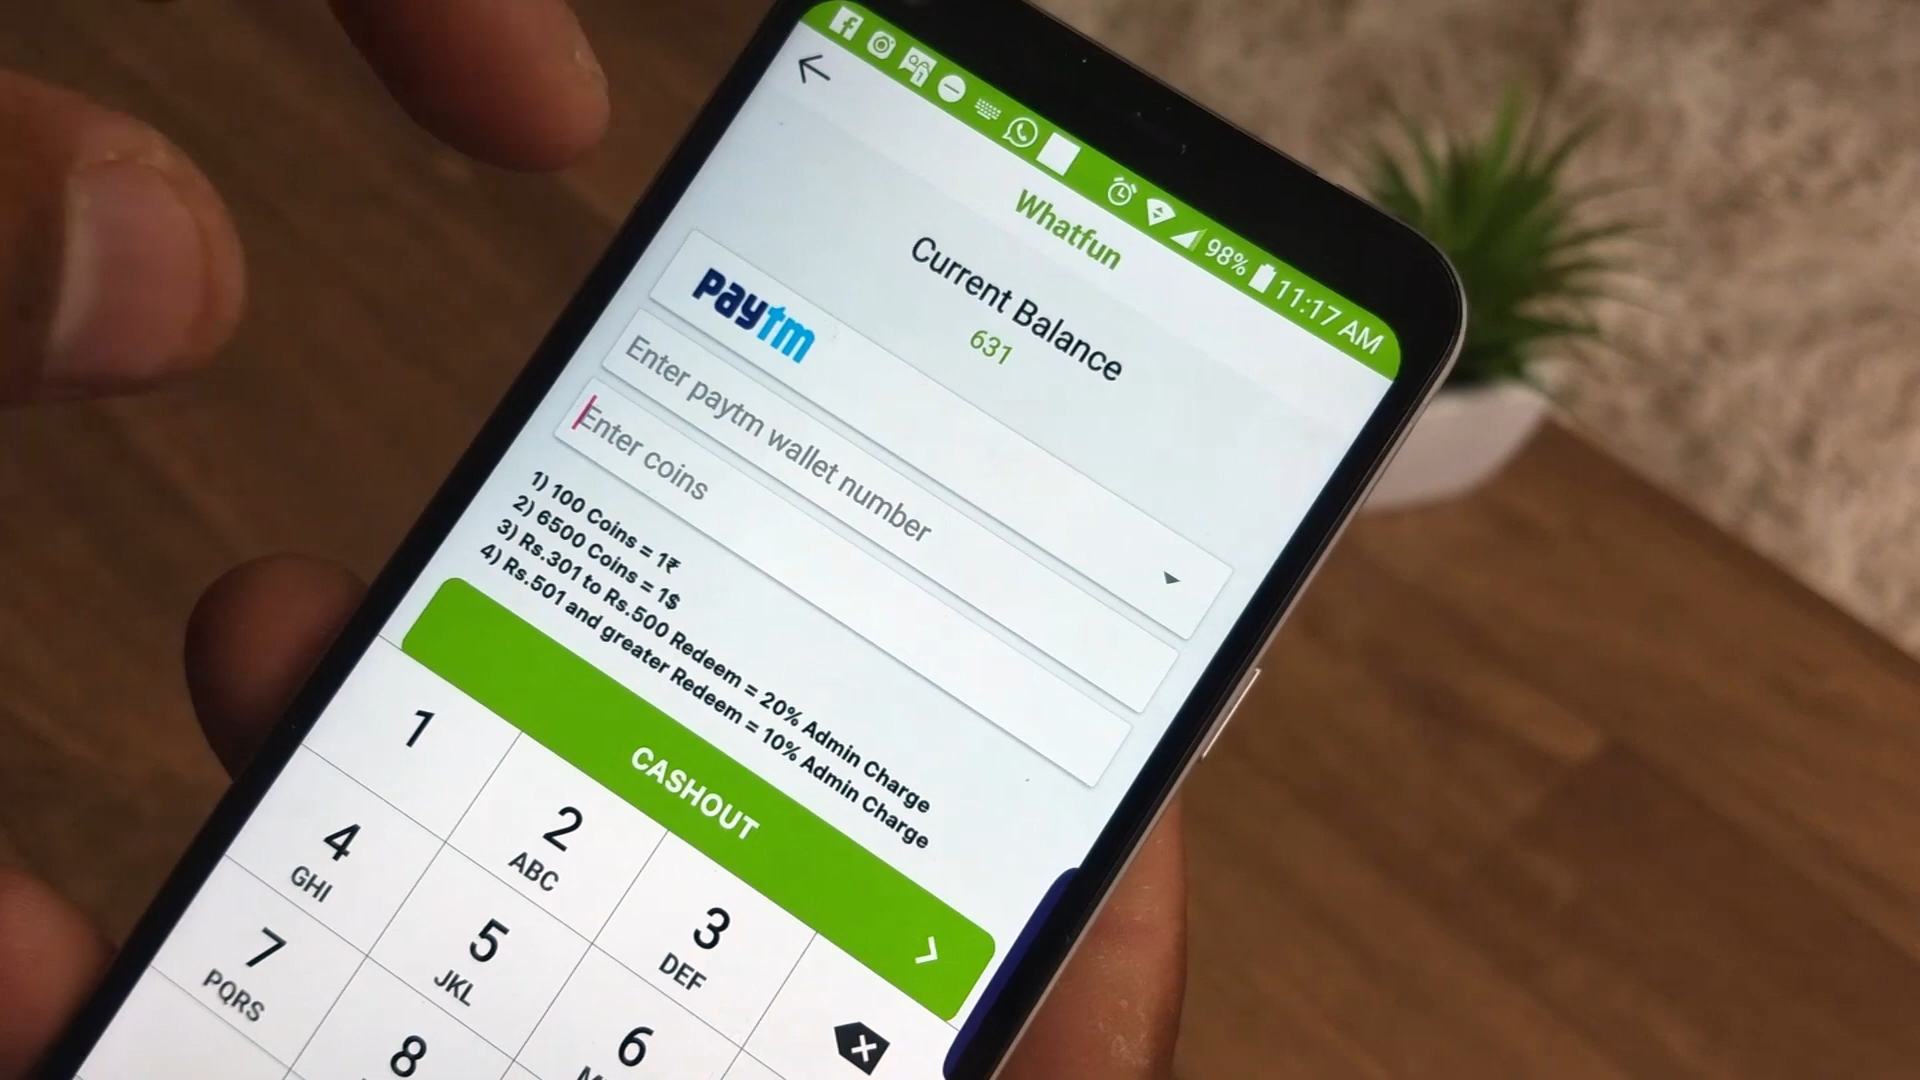 98% 11:17 AM
Whatfun
Current Balance
631
paytm
Enter paytm wallet number
Enter coins
1) 100 Coins = 1₹
2) 6500 Coins = 1$
3) Rs.301 to Rs.500 Redeem = 20% Admin Charge
4) Rs.501 and greater Redeem = 10% Admin Charge
CASHOUT
1
2 ABC
3 DEF
4 GHI
5 JKL
6
7 PQRS
8